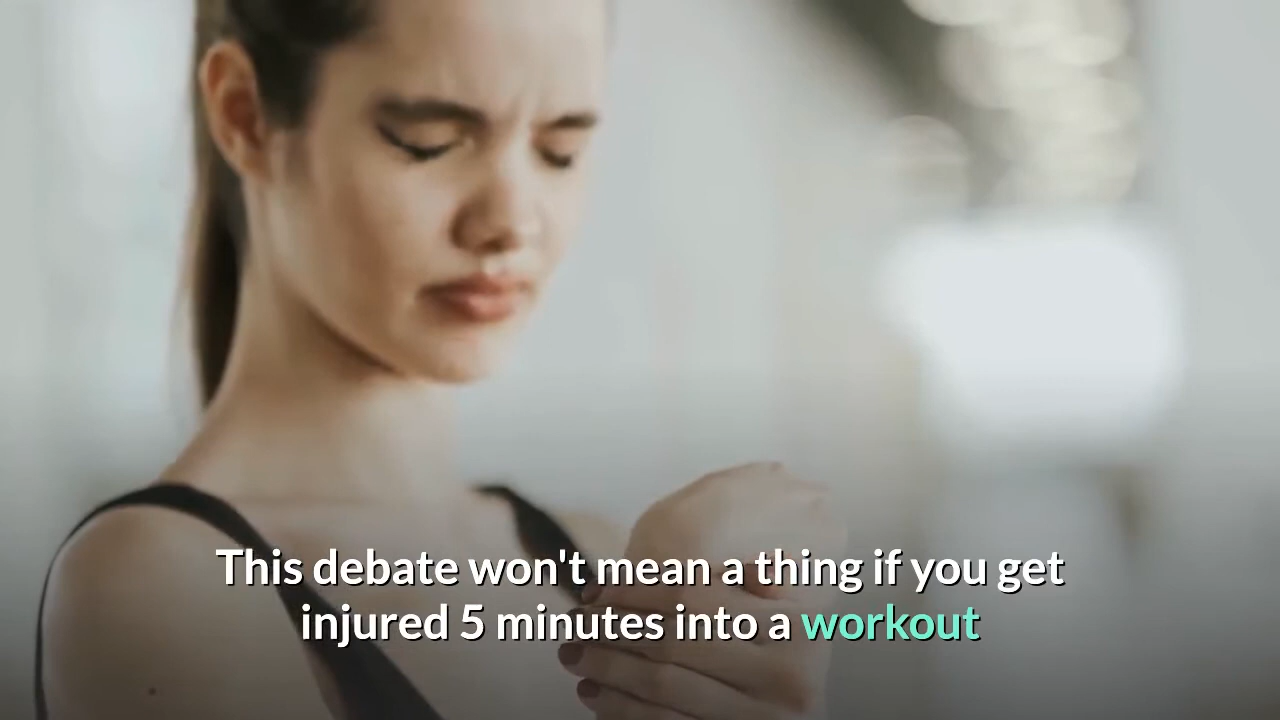 This debate won't mean a thing if you get
injured 5 minutes into a workout